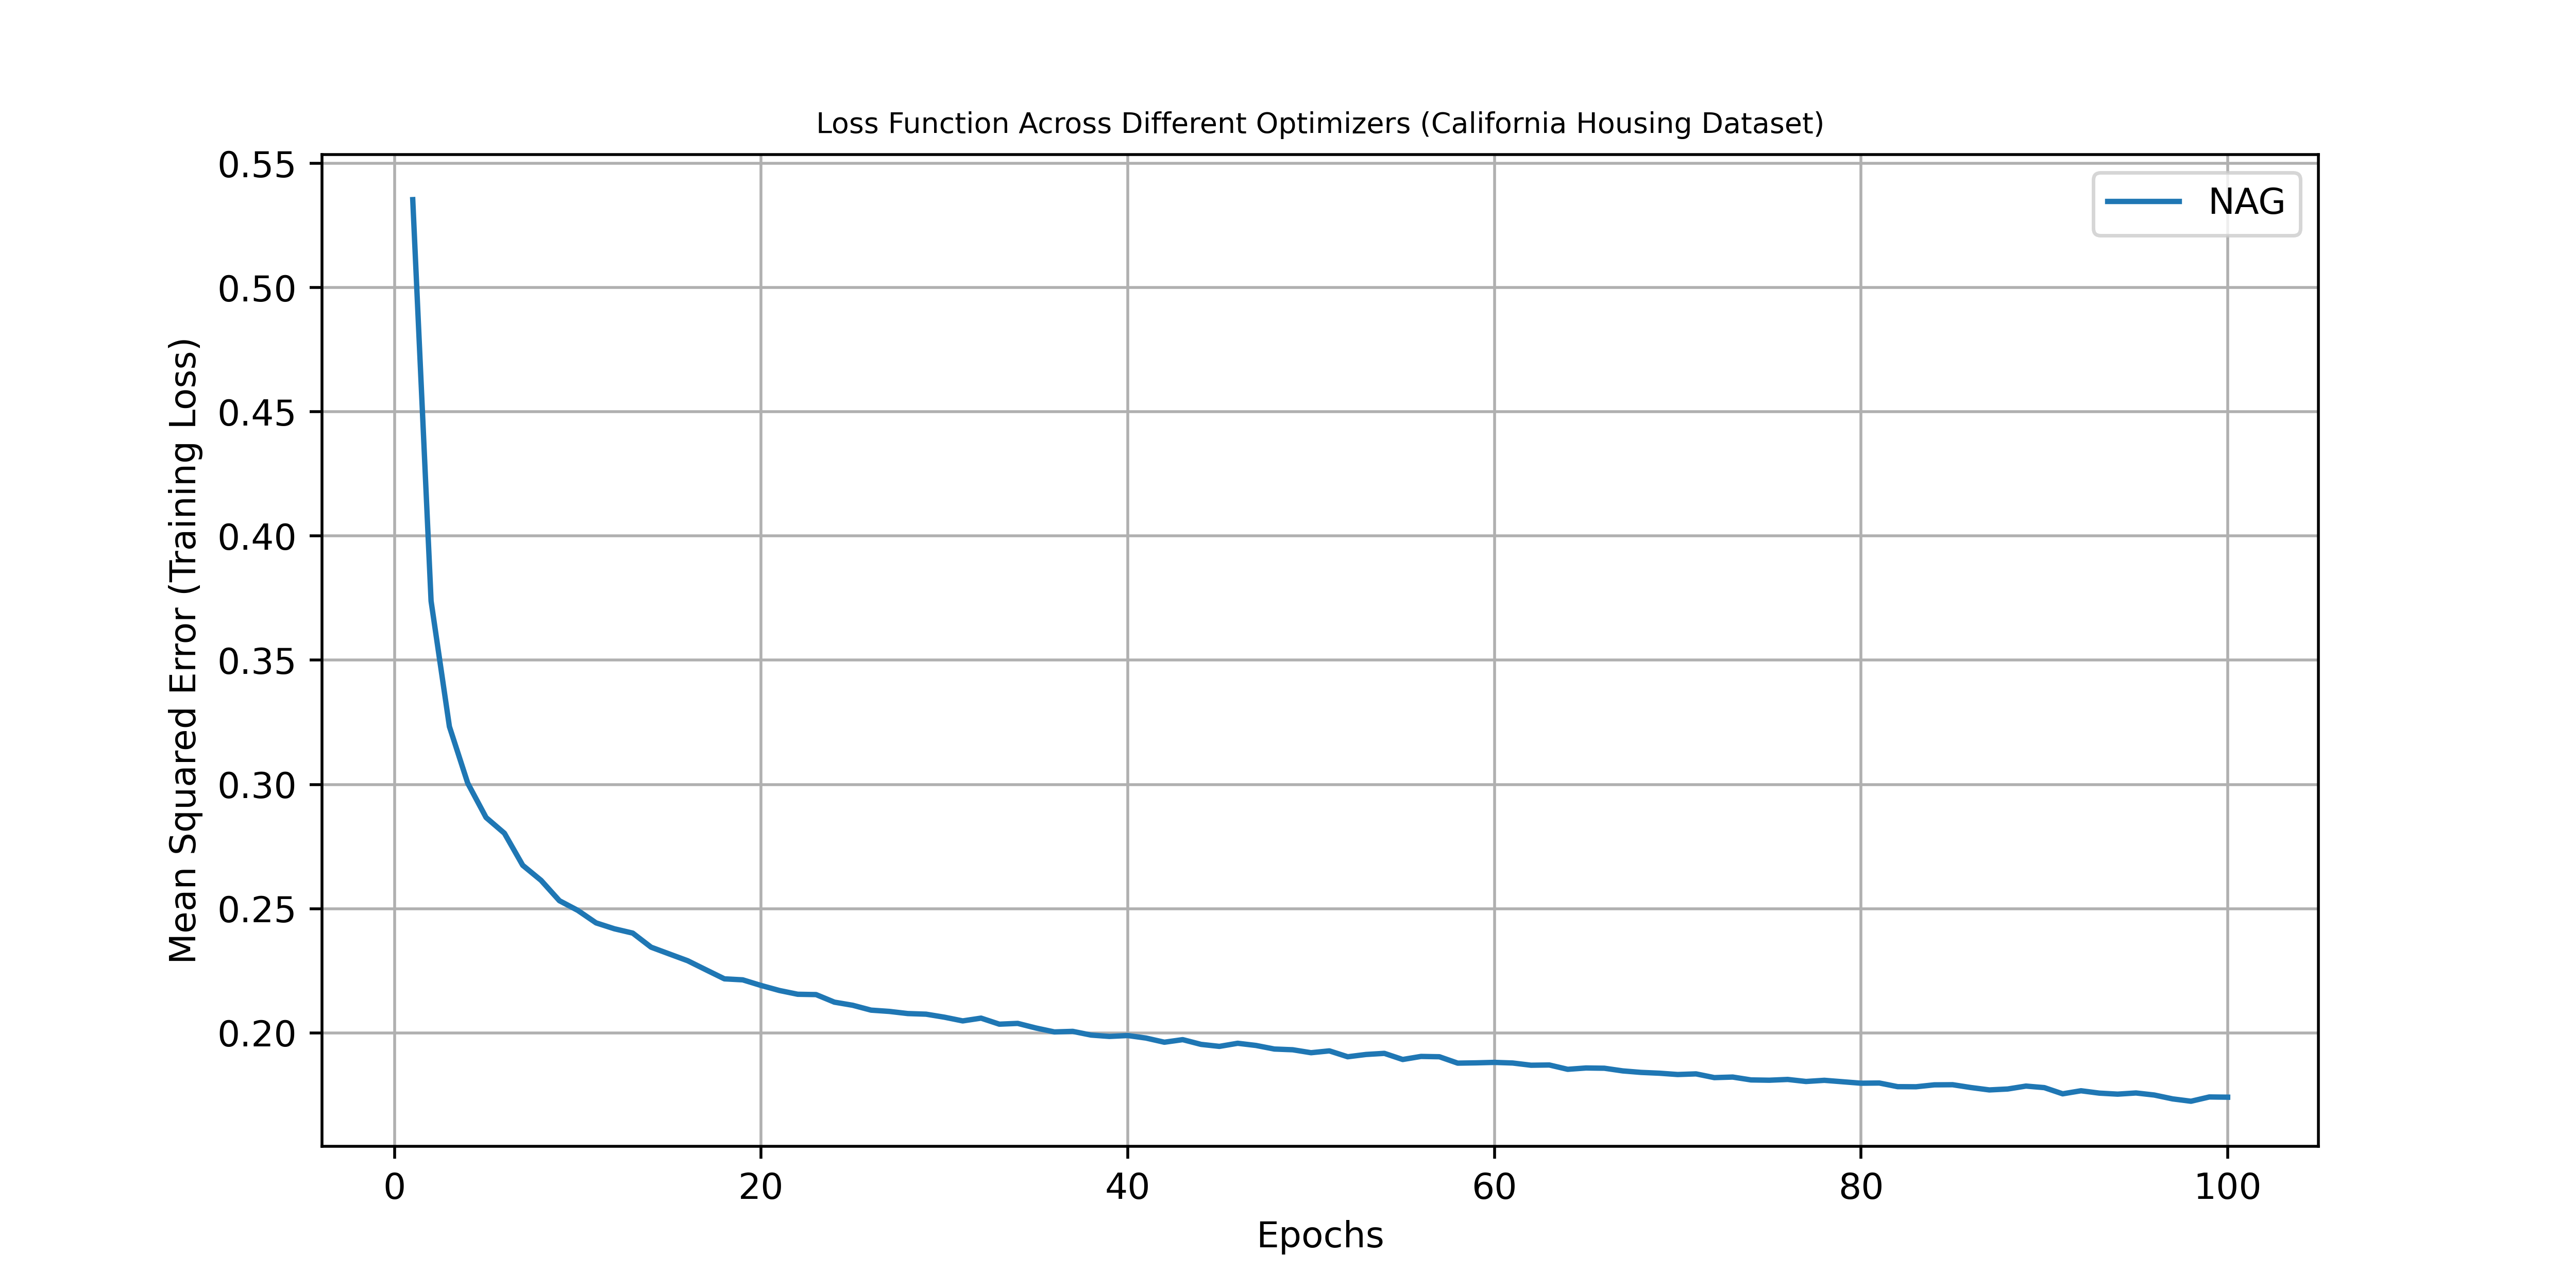 Loss Function Across Different Optimizers (California Housing Dataset)
NAG
Mean Squared Error (Training Loss)
0.55
0.50
0.45
0.40
0.35
0.30
0.25
0.20
0 20 40 60 80 100
Epochs